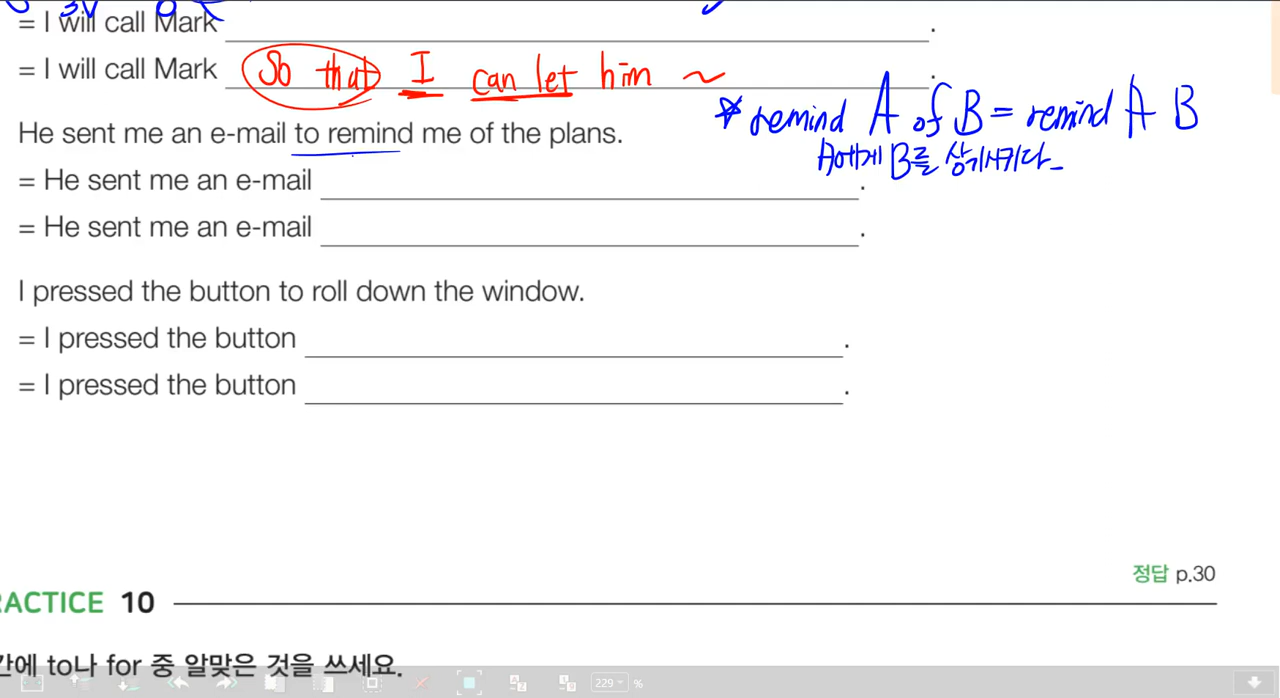 = I will call Mark .
= I will call Mark So that I can let him ~ .
* remind A of B = remind A B
A에게 B를 상기시키다.
He sent me an e-mail to remind me of the plans.
= He sent me an e-mail .
= He sent me an e-mail .
I pressed the button to roll down the window.
= I pressed the button .
= I pressed the button .
정답 p.30
RACTICE 10
간에 to나 for 중 알맞은 것을 쓰세요.
229 %